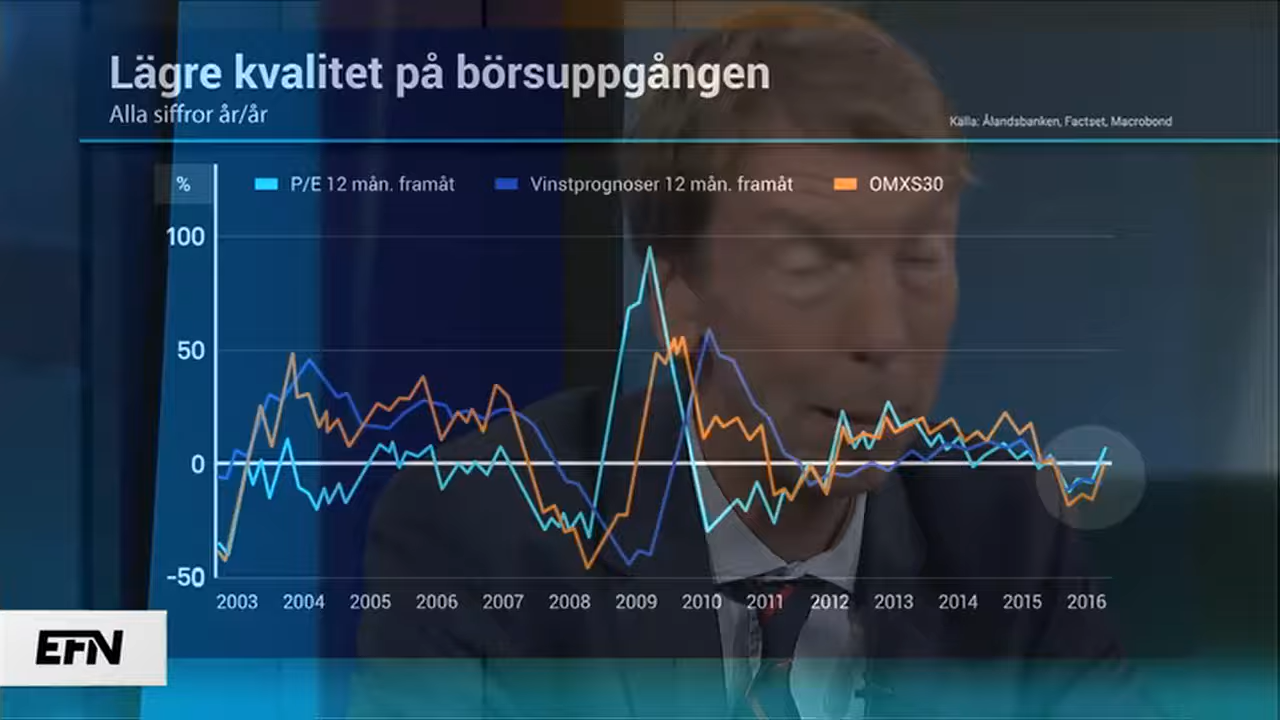 Lägre kvalitet på börsuppgången
Alla siffror år/år
Källa: Ålandsbanken, Factset, Macrobond
% P/E 12 mån. framåt Vinstprognoser 12 mån. framåt OMXS30
100
50
0
-50
2003 2004 2005 2006 2007 2008 2009 2010 2011 2012 2013 2014 2015 2016
EFN